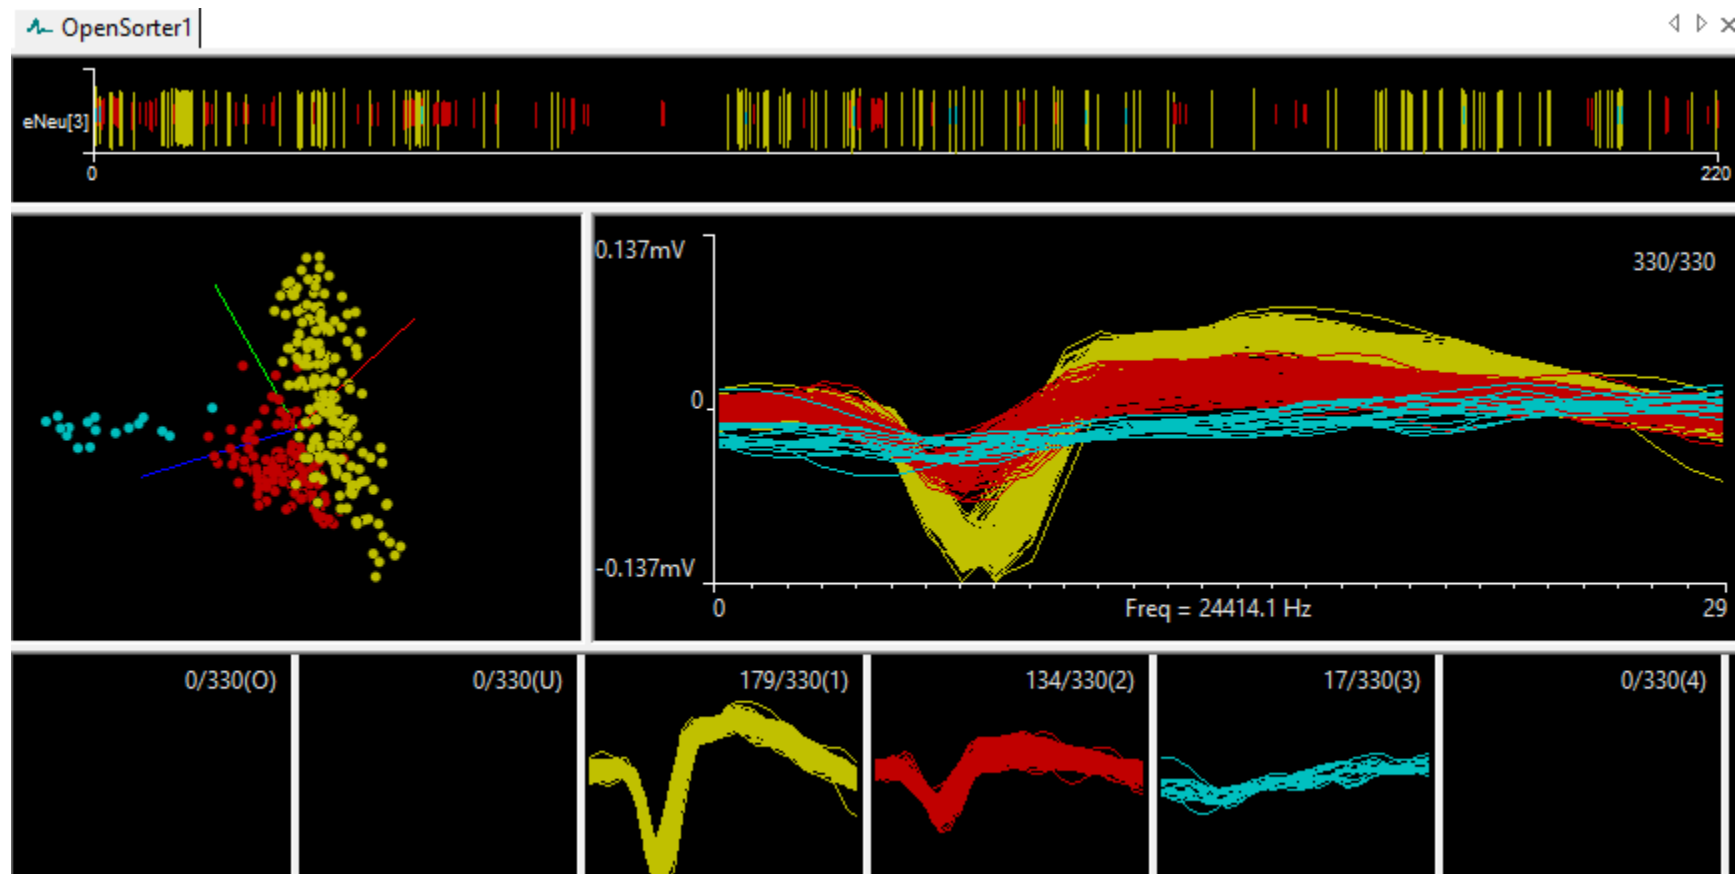 OpenSorter1
eNeu[3]
0
220
0.137mV
330/330
0
-0.137mV
0
Freq = 24414.1 Hz
29
0/330(O)
0/330(U)
179/330(1)
134/330(2)
17/330(3)
0/330(4)